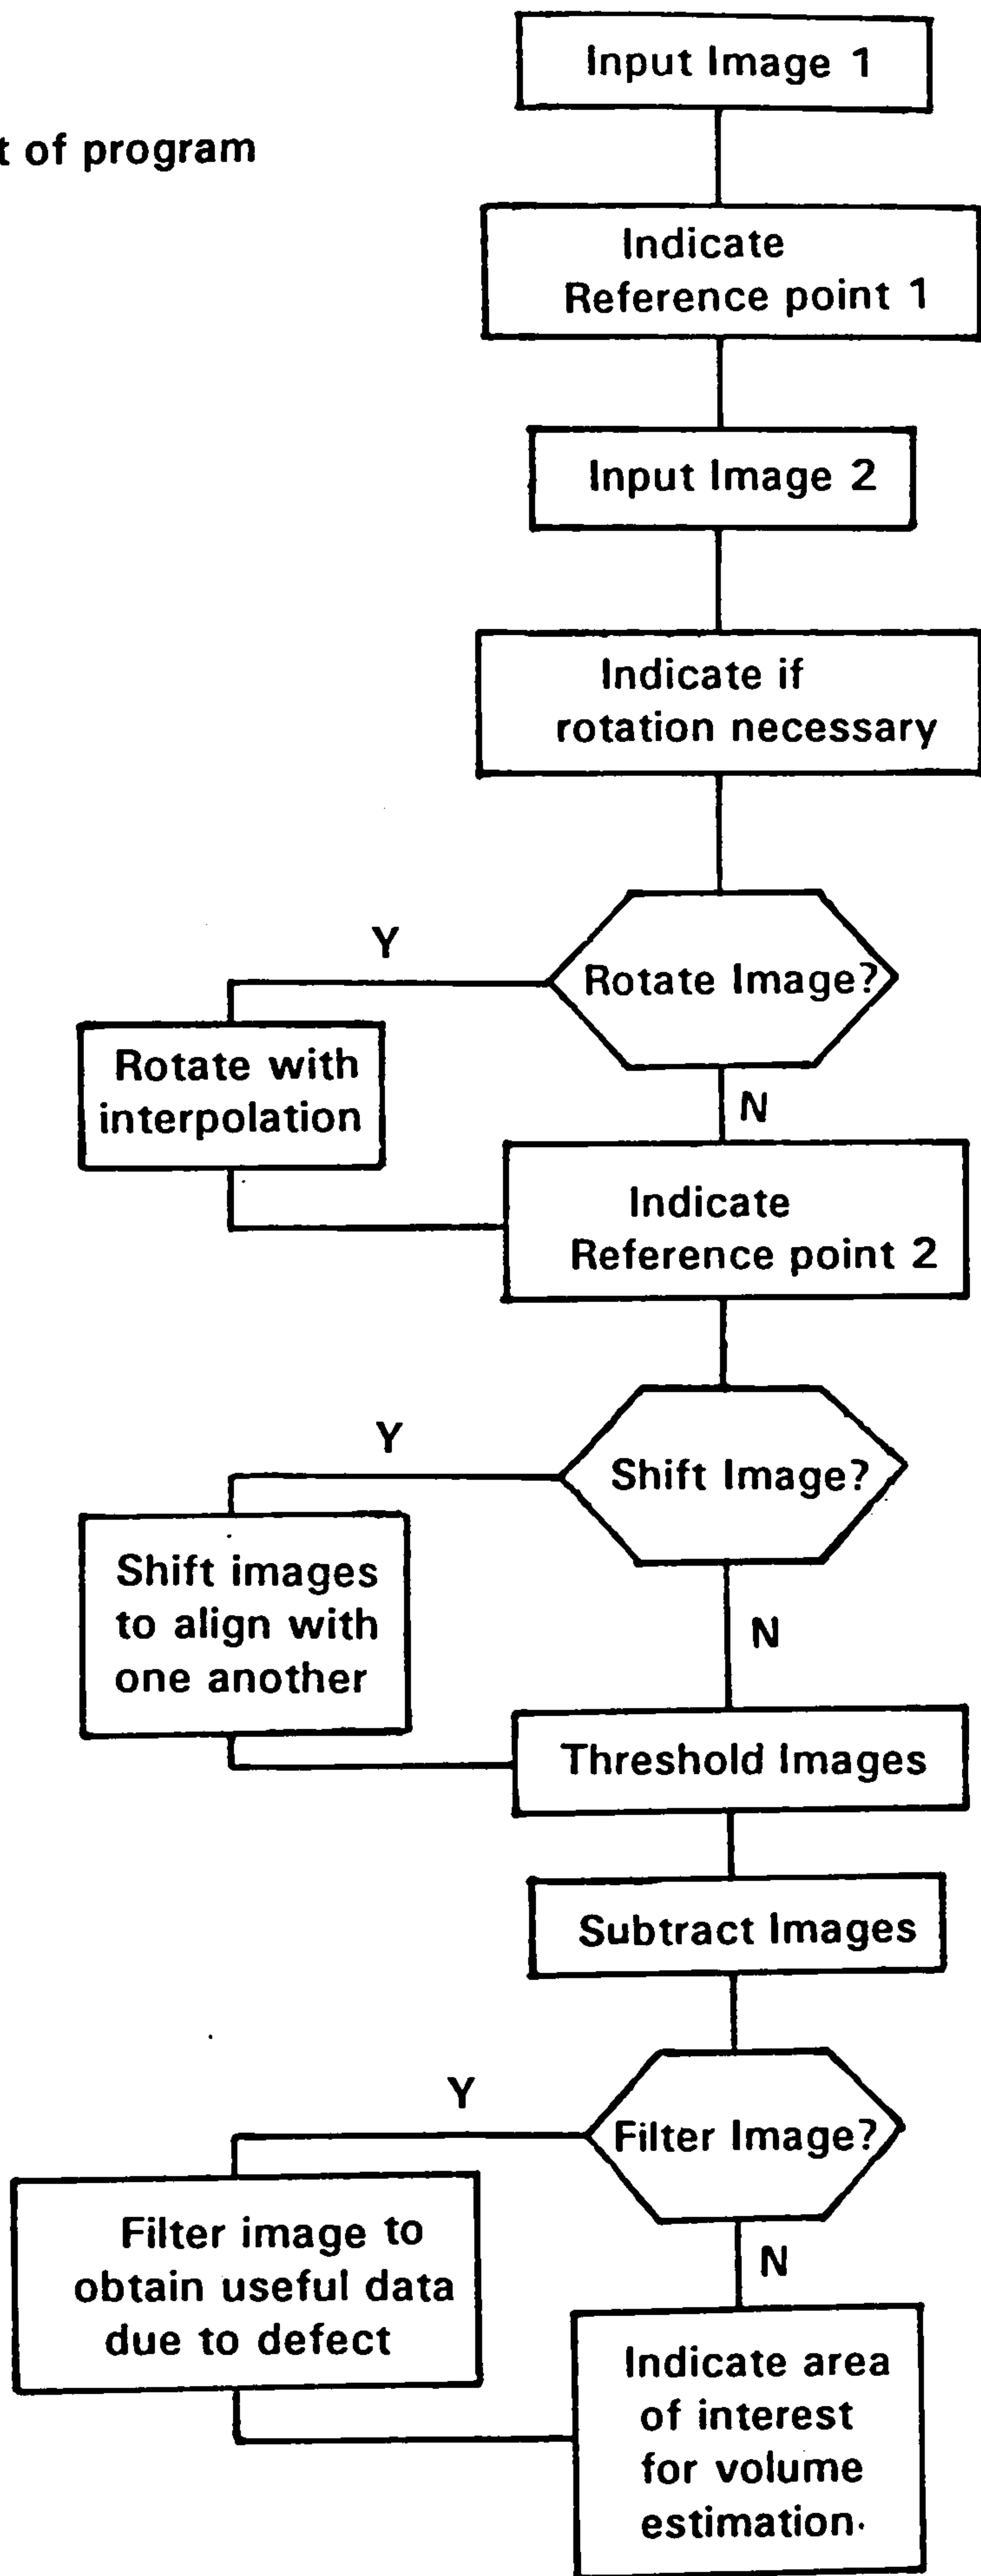 Input Image 1
t of program
Indicate
Reference point 1
Input Image 2
Indicate if
rotation necessary
Y
Rotate Image?
Rotate with
interpolation
N
Indicate
Reference point 2
Y
Shift Image?
Shift images
to align with
one another
N
Threshold Images
Subtract Images
Y
Filter Image?
Filter image to
obtain useful data
due to defect
N
Indicate area
of interest
for volume
estimation.